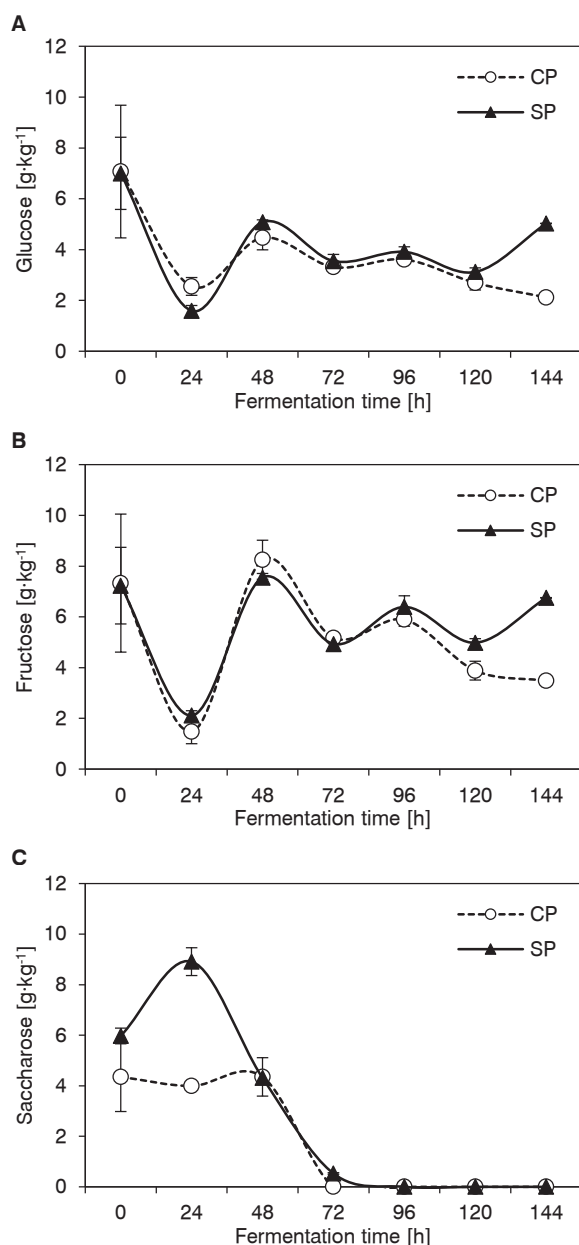 A
12
10
8
6
4
2
0
Glucose [g·kg⁻¹]
CP
SP
0 24 48 72 96 120 144
Fermentation time [h]
B
12
10
8
6
4
2
0
Fructose [g·kg⁻¹]
CP
SP
0 24 48 72 96 120 144
Fermentation time [h]
C
12
10
8
6
4
2
0
Saccharose [g·kg⁻¹]
CP
SP
0 24 48 72 96 120 144
Fermentation time [h]